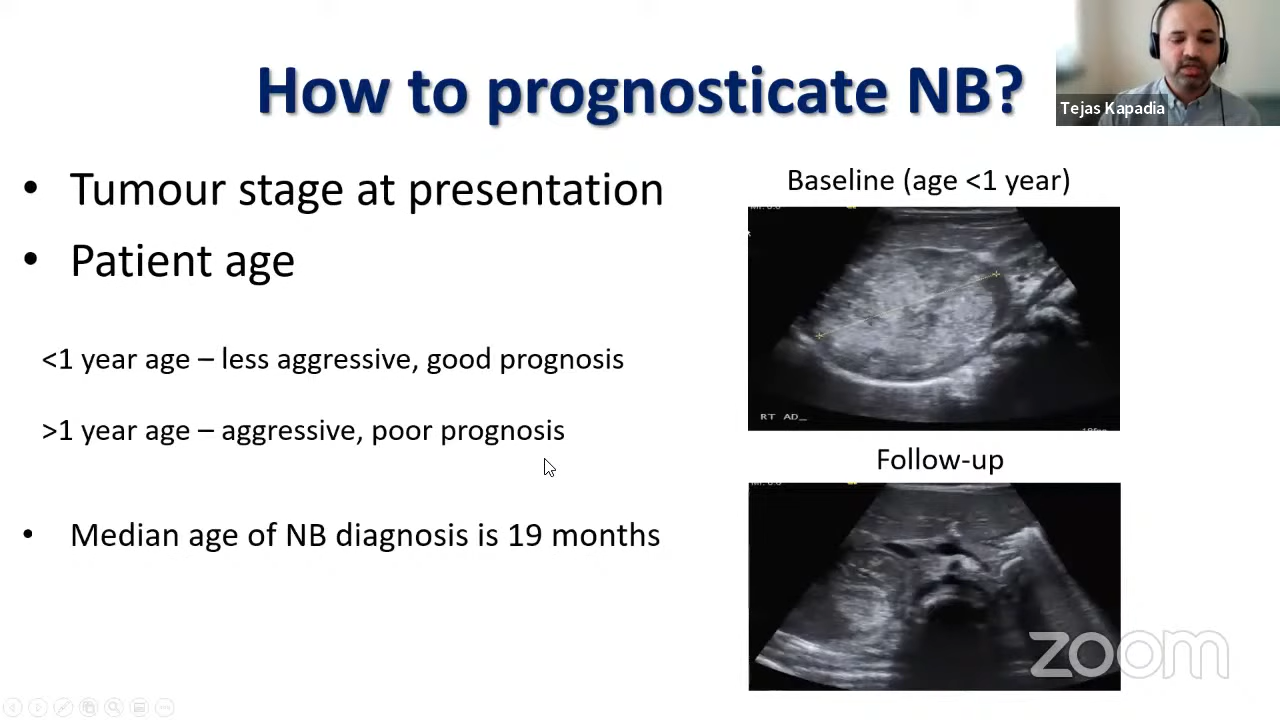 How to prognosticate NB?
Tejas Kapadia
• Tumour stage at presentation
• Patient age
<1 year age – less aggressive, good prognosis
>1 year age – aggressive, poor prognosis
• Median age of NB diagnosis is 19 months
Baseline (age <1 year)
RT AD_
Follow-up
zoom